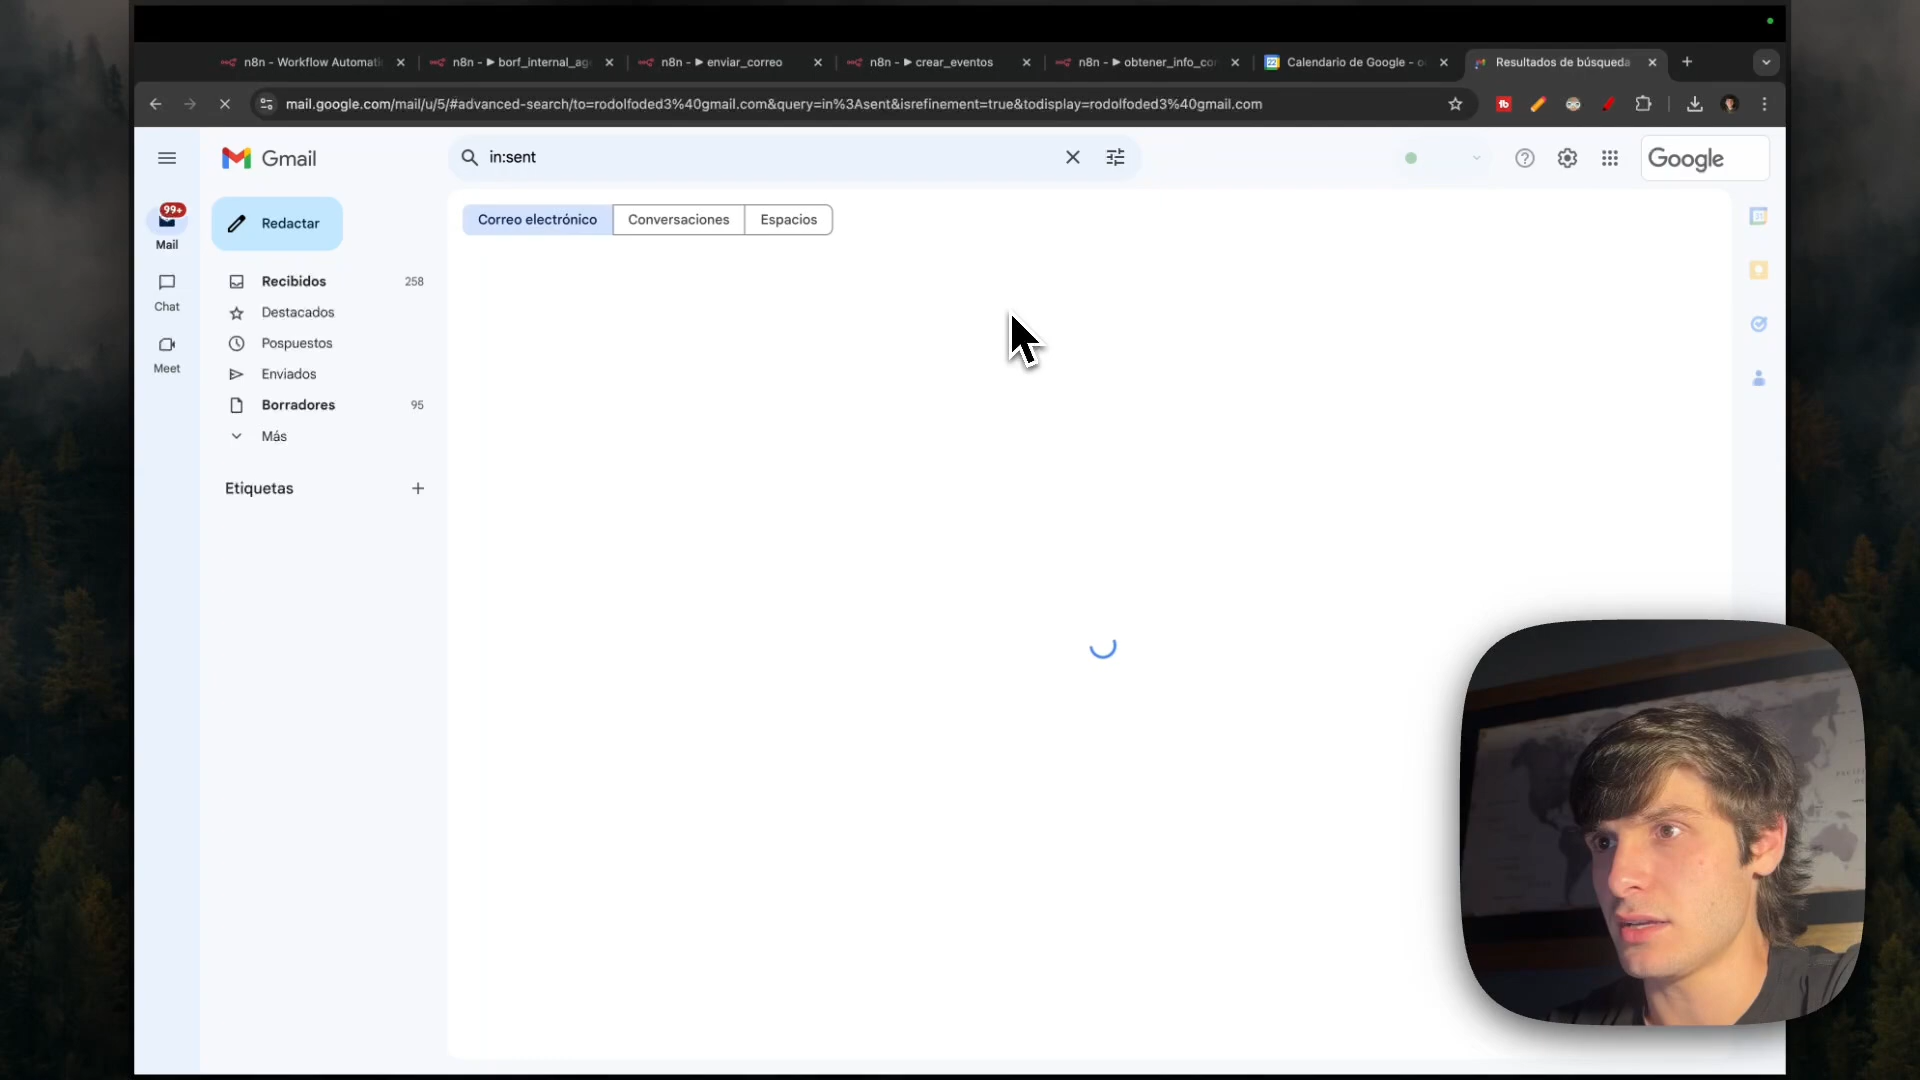 n8n - Workflow Automati
n8n - ▶ borf_internal_age
n8n - ▶ enviar_correo
n8n - ▶ crear_eventos
n8n - ▶ obtener_info_co
Calendario de Google - o
Resultados de búsqueda
mail.google.com/mail/u/5/#advanced-search/to=rodolfoded3%40gmail.com&query=in%3Asent&isrefinement=true&todisplay=rodolfoded3%40gmail.com
Gmail
in:sent
Google
99+
Mail
Chat
Meet
Redactar
Recibidos 258
Destacados
Pospuestos
Enviados
Borradores 95
Más
Etiquetas
Correo electrónico
Conversaciones
Espacios